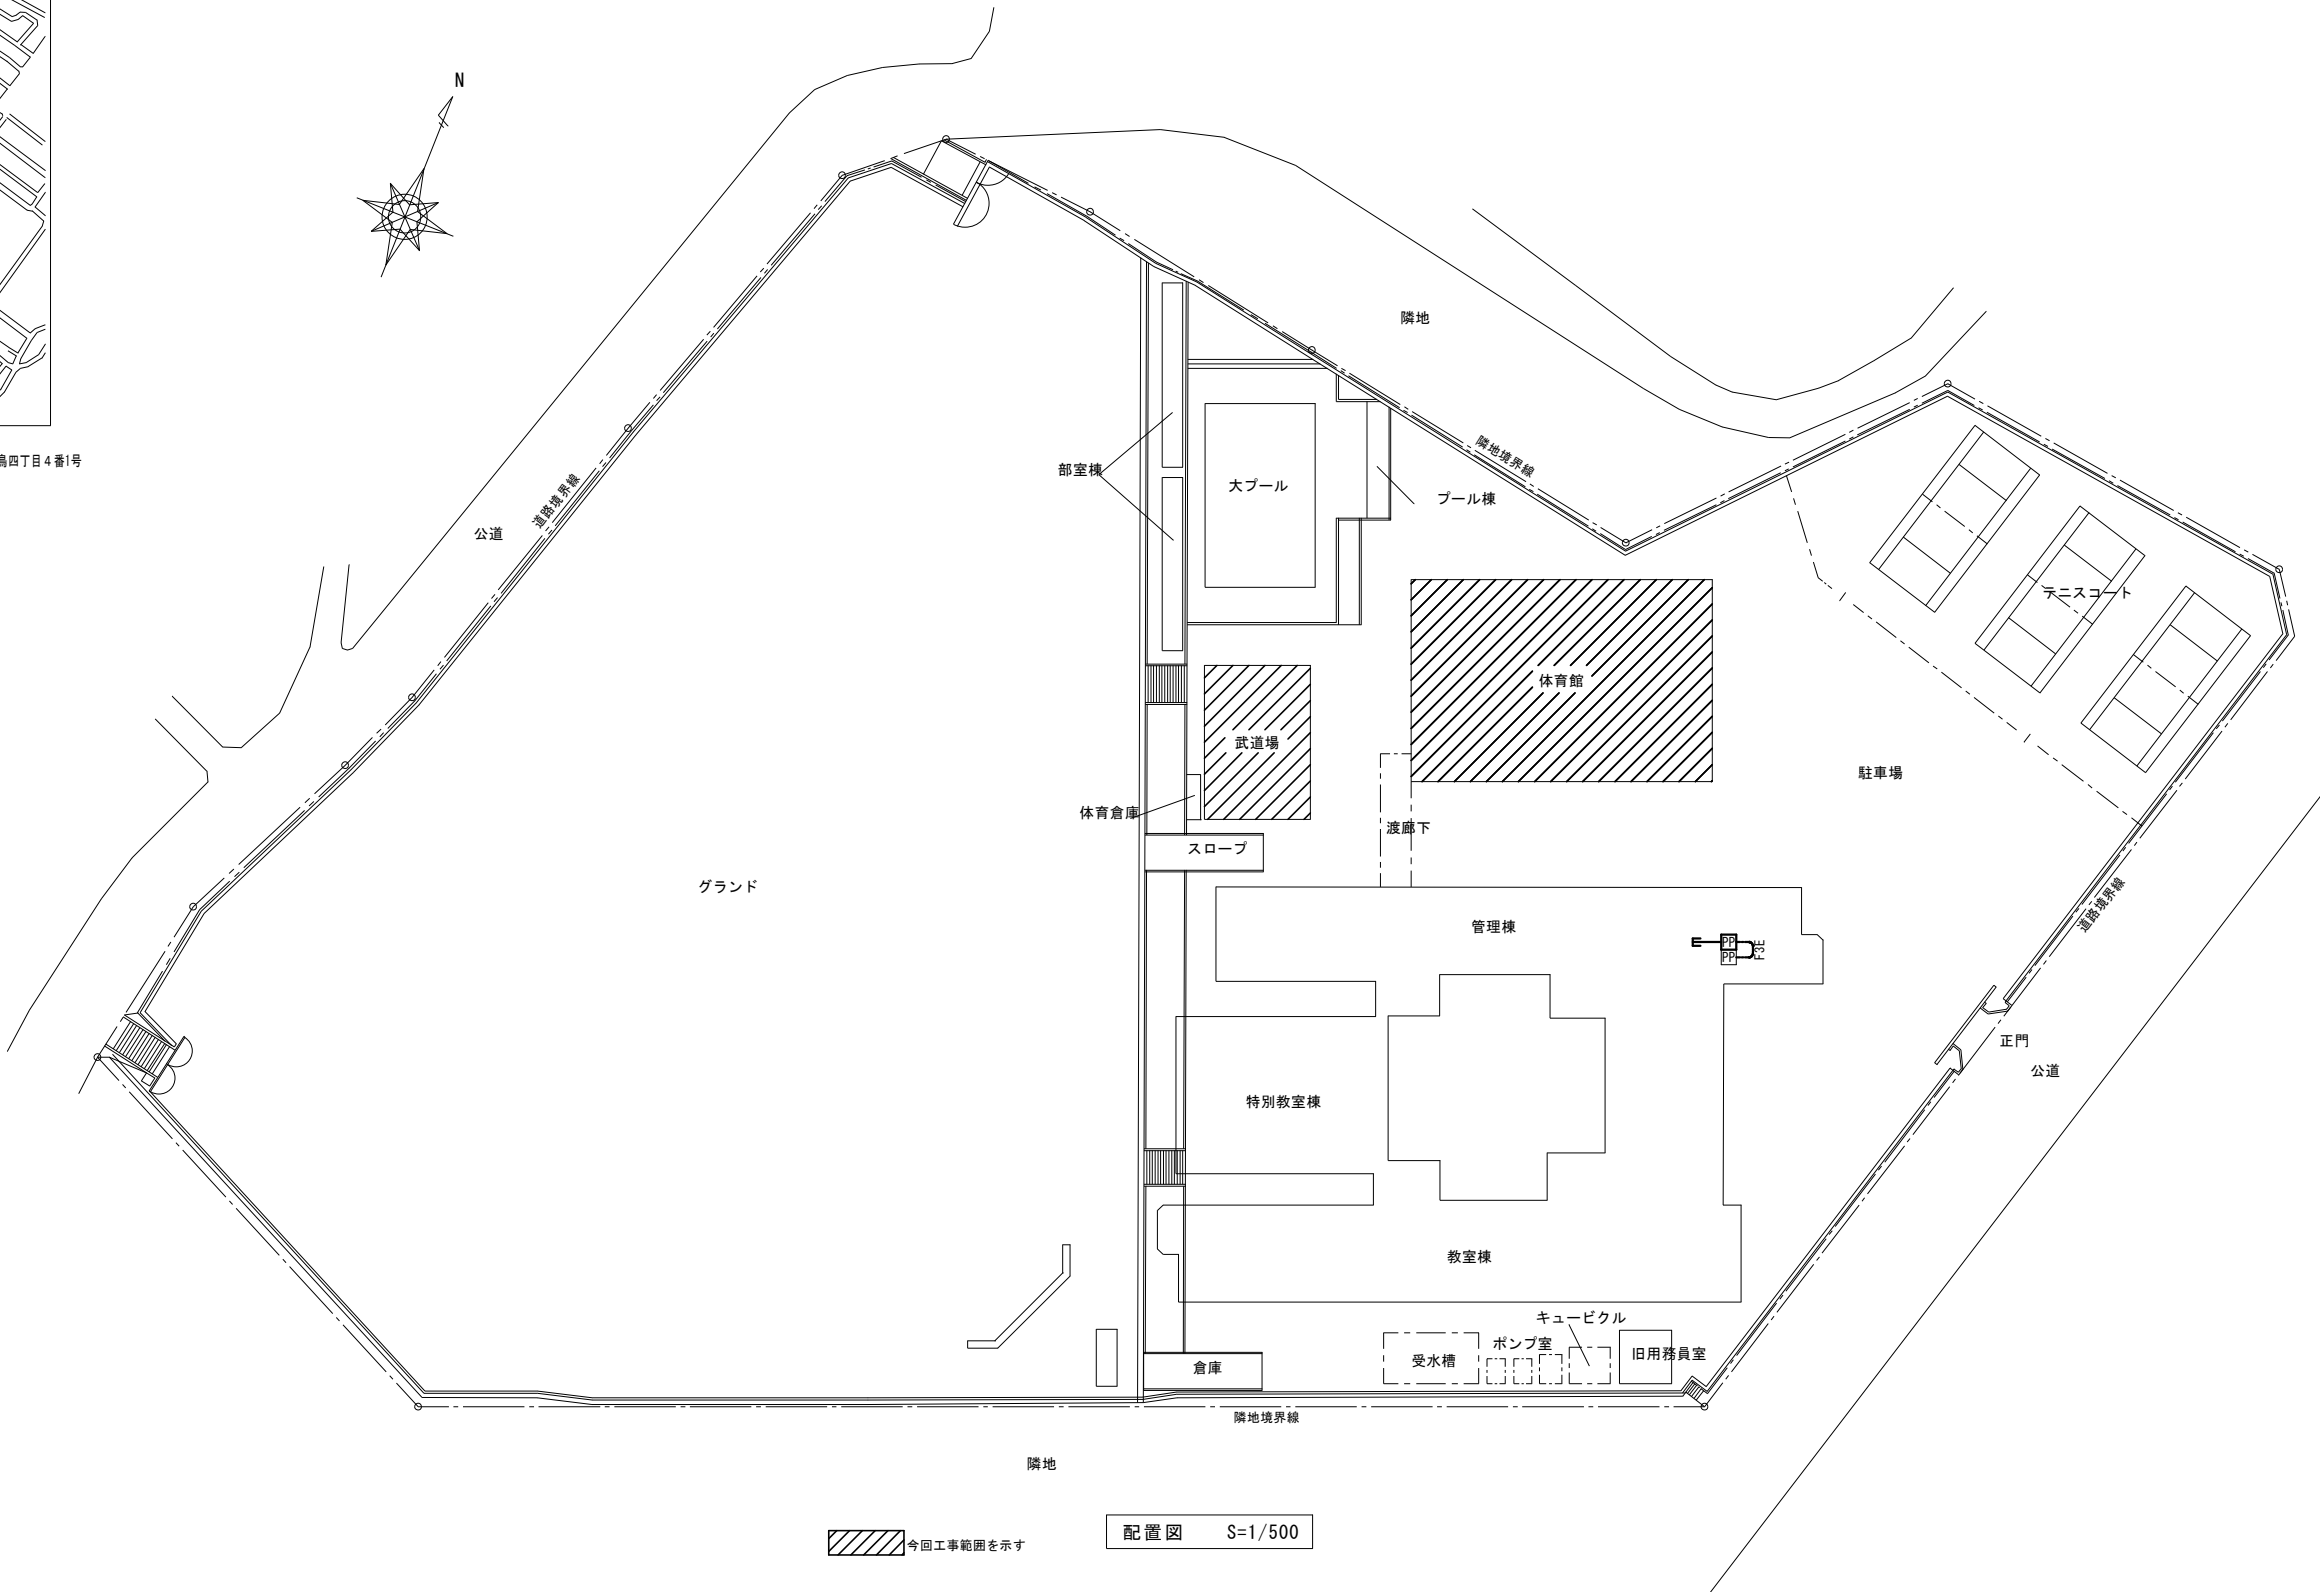 N
鳥四丁目４番1号
隣地
隣地境界線
部室棟
大プール
プール棟
道路境界線
公道
テニスコート
体育館
武道場
駐車場
体育倉庫
渡廊下
スロープ
グランド
道路境界線
管理棟
PP
PP
F3E
正門
公道
特別教室棟
教室棟
キュービクル
ポンプ室
旧用務員室
受水槽
倉庫
隣地境界線
隣地
今回工事範囲を示す
配置図 S=1/500